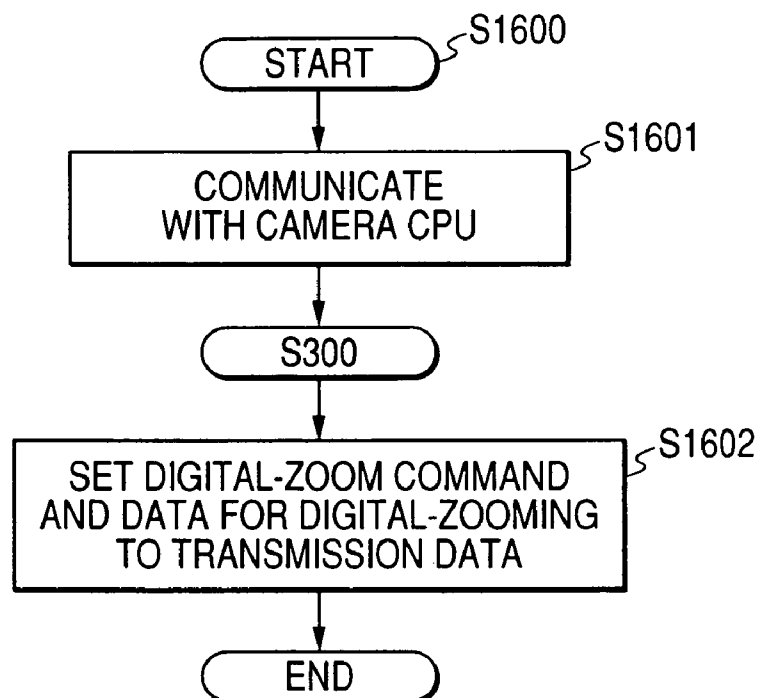 START
S1600
S1601
COMMUNICATE
WITH CAMERA CPU
S300
S1602
SET DIGITAL-ZOOM COMMAND
AND DATA FOR DIGITAL-ZOOMING
TO TRANSMISSION DATA
END